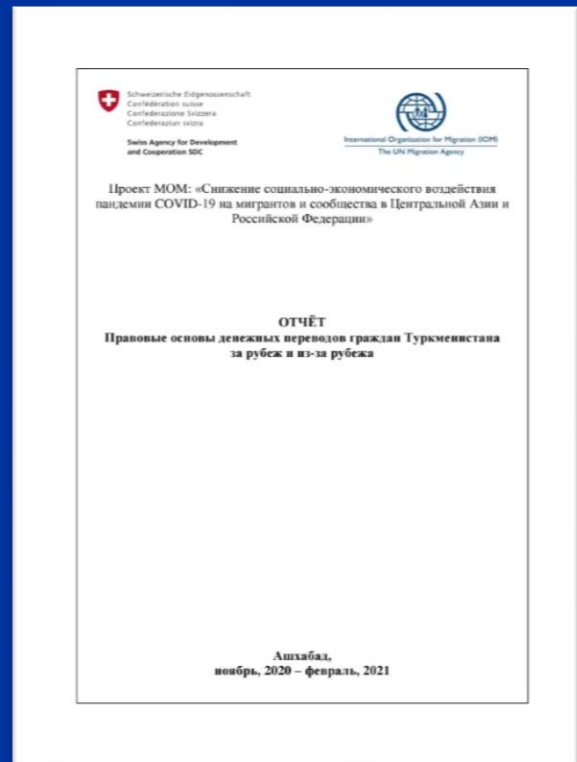 Schweizerische Eidgenossenschaft
Confédération suisse
Confederazione Svizzera
Confederaziun svizra
Swiss Agency for Development
and Cooperation SDC
International Organization for Migration (IOM)
The UN Migration Agency
Проект МОМ: «Снижение социально-экономического воздействия
пандемии COVID-19 на мигрантов и сообщества в Центральной Азии и
Российской Федерации»
ОТЧЁТ
Правовые основы денежных переводов граждан Туркменистана
за рубеж и из-за рубежа
Ашхабад,
ноябрь, 2020 – февраль, 2021